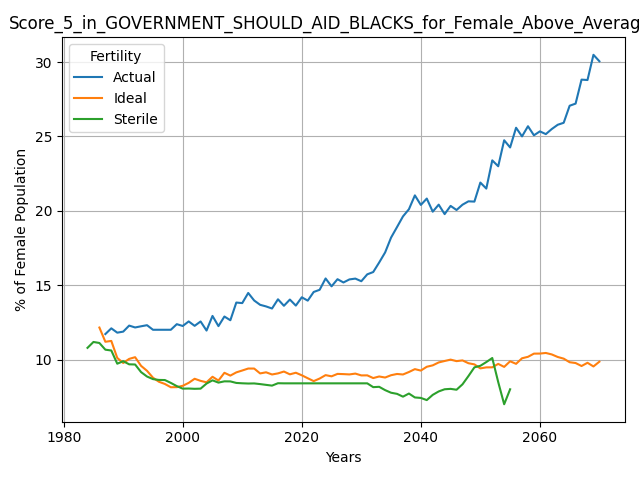 Score_5_in_GOVERNMENT_SHOULD_AID_BLACKS_for_Female_Above_Averag
Fertility
Actual
Ideal
Sterile
% of Female Population
30
25
20
15
10
1980
2000
2020
2040
2060
Years